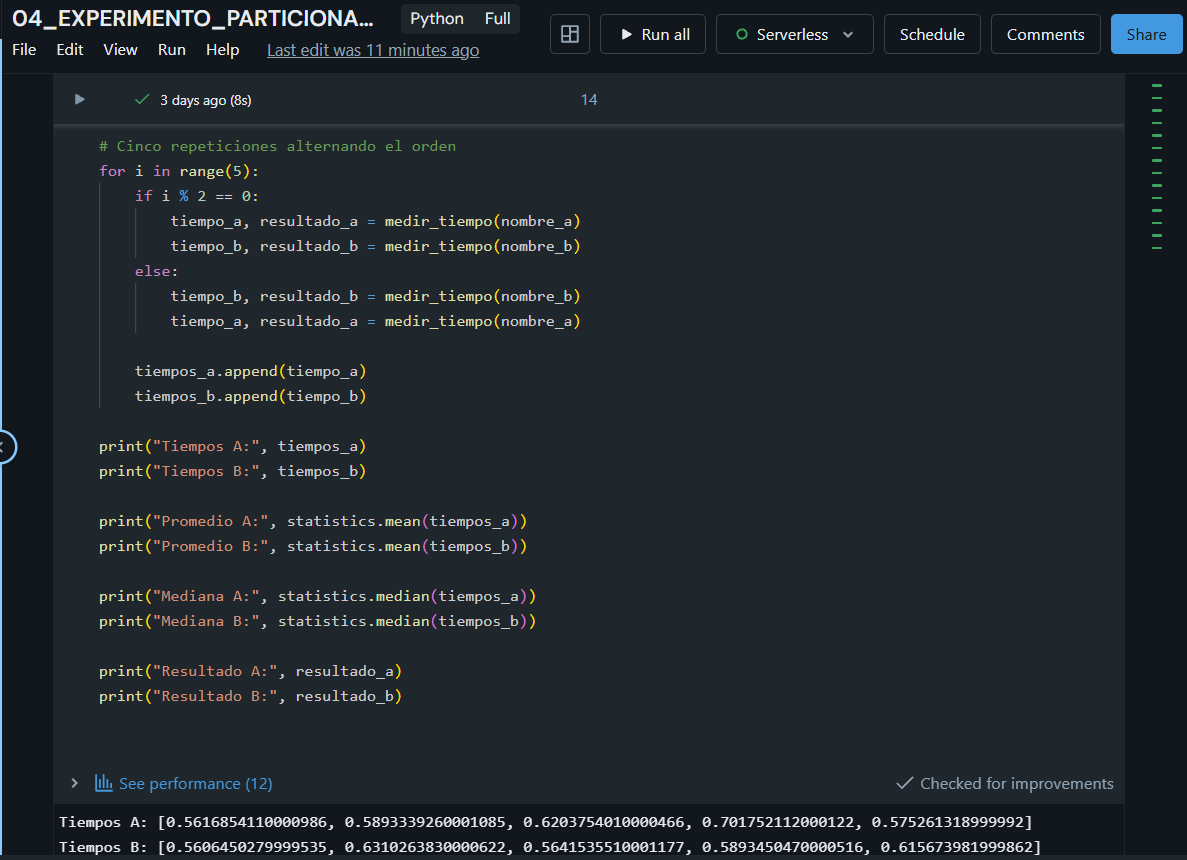 04_EXPERIMENTO_PARTICIONA...
Python
Full
Run all
Serverless
Schedule
Comments
Share
File Edit View Run Help Last edit was 11 minutes ago
3 days ago (8s)
14
# Cinco repeticiones alternando el orden
for i in range(5):
    if i % 2 == 0:
        tiempo_a, resultado_a = medir_tiempo(nombre_a)
        tiempo_b, resultado_b = medir_tiempo(nombre_b)
    else:
        tiempo_b, resultado_b = medir_tiempo(nombre_b)
        tiempo_a, resultado_a = medir_tiempo(nombre_a)
    tiempos_a.append(tiempo_a)
    tiempos_b.append(tiempo_b)
print("Tiempos A:", tiempos_a)
print("Tiempos B:", tiempos_b)
print("Promedio A:", statistics.mean(tiempos_a))
print("Promedio B:", statistics.mean(tiempos_b))
print("Mediana A:", statistics.median(tiempos_a))
print("Mediana B:", statistics.median(tiempos_b))
print("Resultado A:", resultado_a)
print("Resultado B:", resultado_b)
See performance (12)
Checked for improvements
Tiempos A: [0.5616854110000986, 0.5893339260001085, 0.6203754010000466, 0.701752112000122, 0.575261318999992]
Tiempos B: [0.5606450279999535, 0.6310263830000622, 0.5641535510001177, 0.5893450470000516, 0.615673981999862]